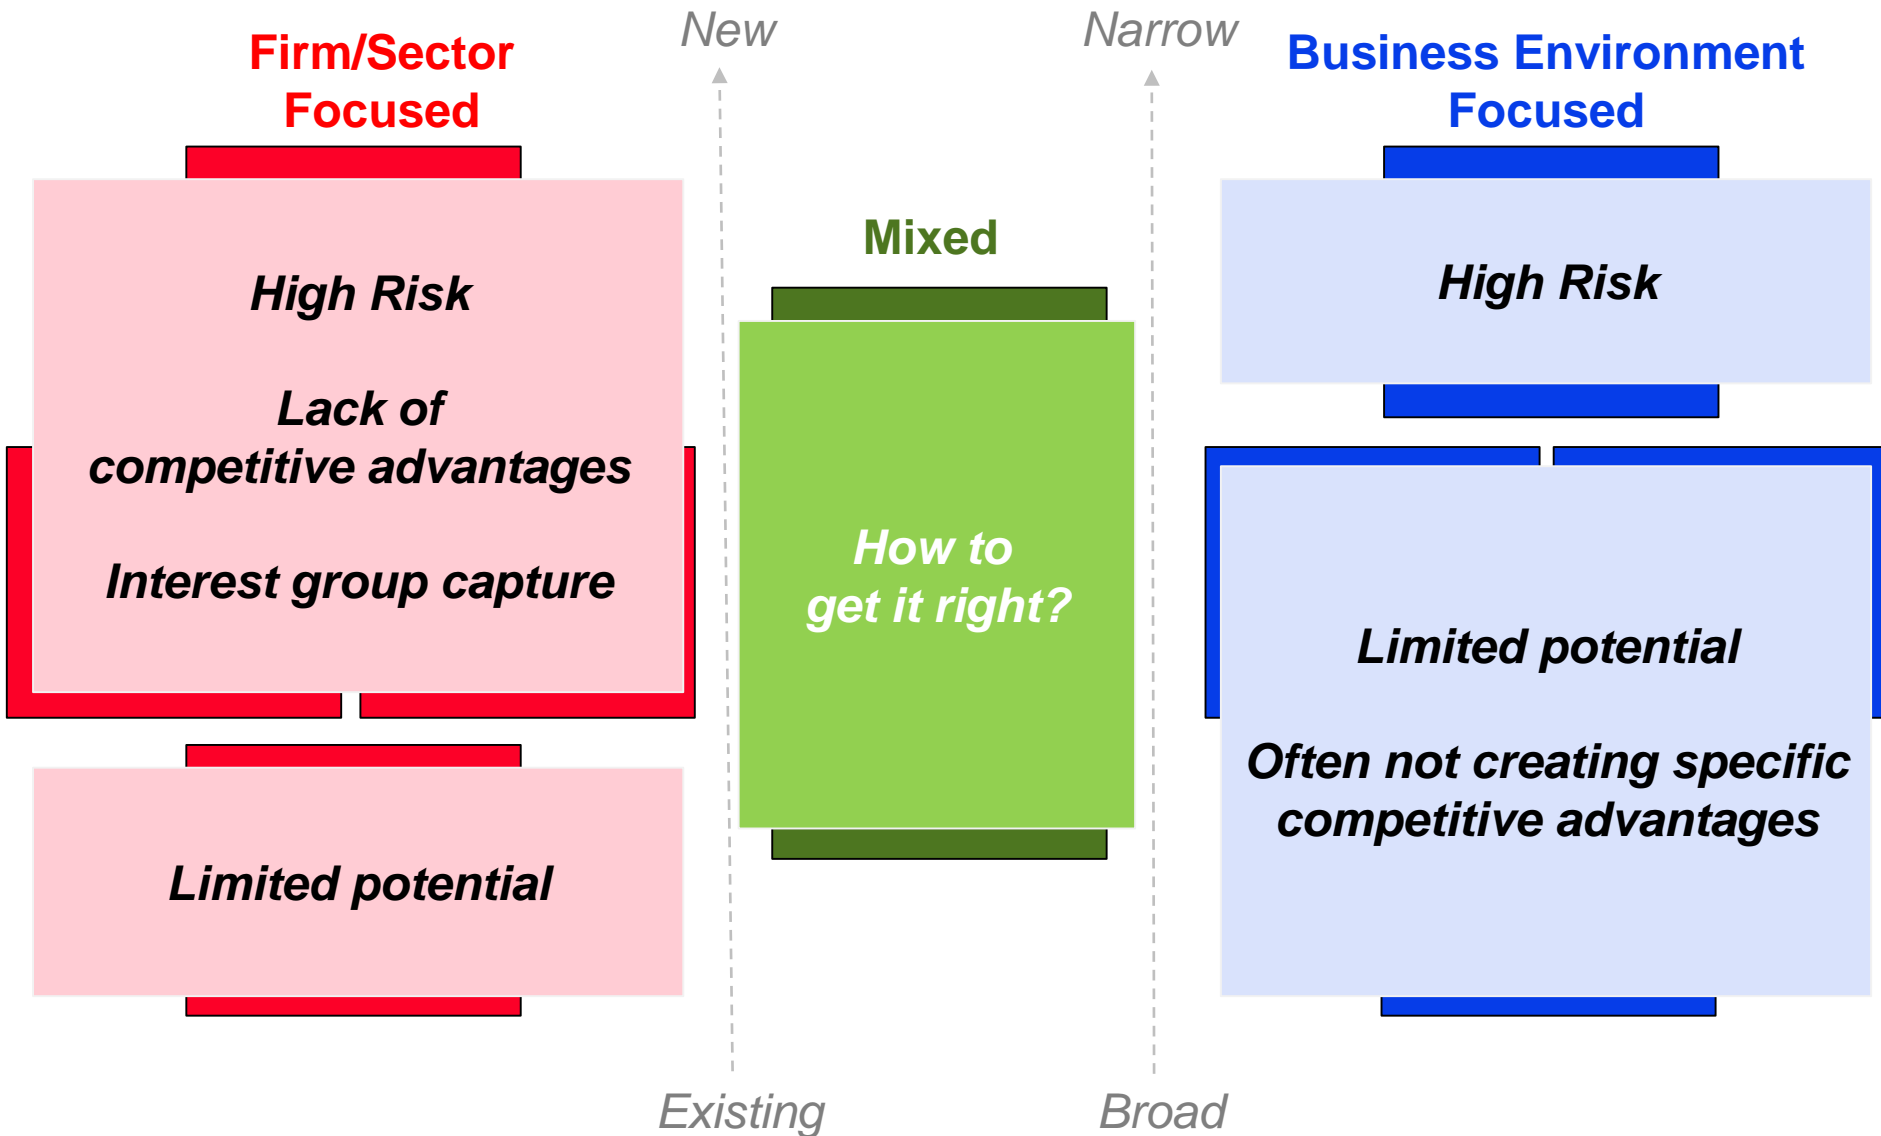 New
Narrow
Firm/Sector
Focused
Business Environment
Focused
Mixed
High Risk
Lack of
competitive advantages
Interest group capture
Limited potential
How to
get it right?
High Risk
Limited potential
Often not creating specific
competitive advantages
Existing
Broad